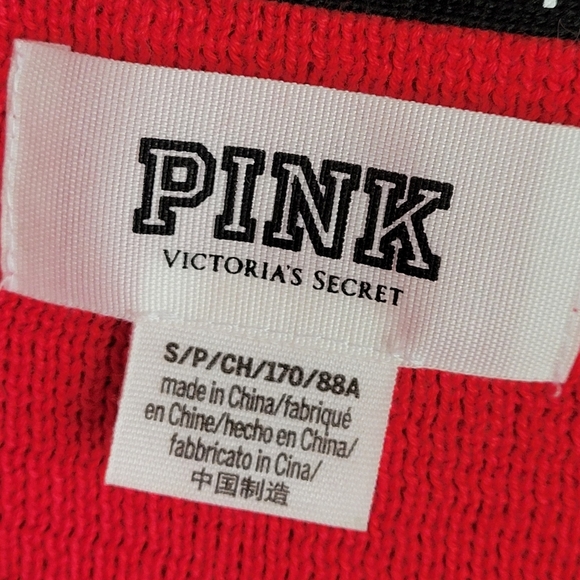 PINK
VICTORIA'S SECRET
S/P/CH/170/88A
made in China/fabriqué
en Chine/hecho en China/
fabbricato in Cina/
中国制造